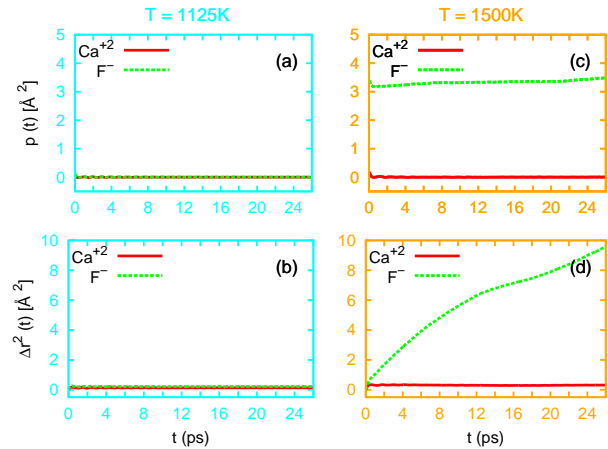 T = 1125K
T = 1500K
p (t) [Å²]
5
4
3
2
1
0
Ca⁺²
F⁻
(a)
0 4 8 12 16 20 24
5
4
3
2
1
0
Ca⁺²
F⁻
(c)
0 4 8 12 16 20 24
Δr² (t) [Å²]
10
8
6
4
2
0
Ca⁺²
F⁻
(b)
0 4 8 12 16 20 24
t (ps)
10
8
6
4
2
0
Ca⁺²
F⁻
(d)
0 4 8 12 16 20 24
t (ps)